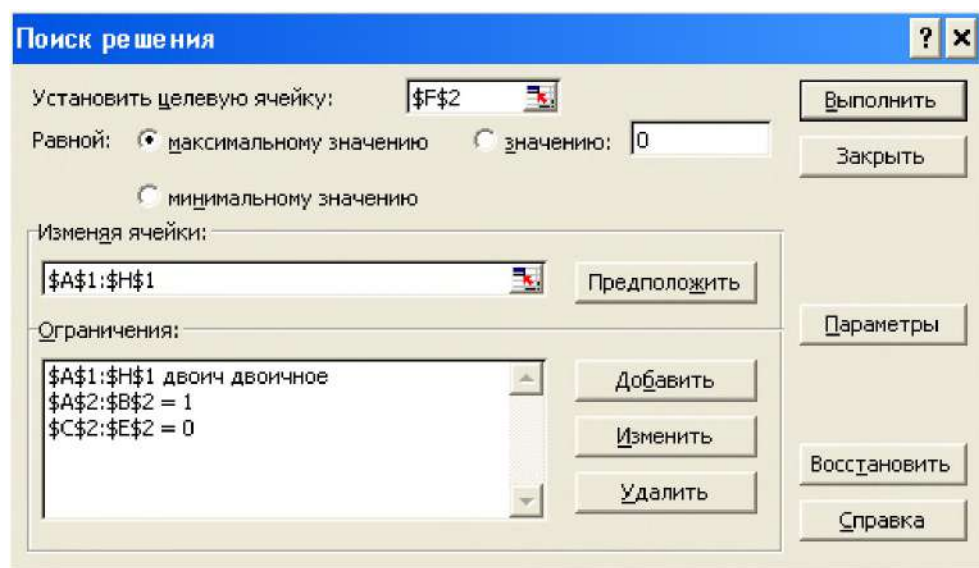 Поиск решения
Установить целевую ячейку: $F$2
Выполнить
Равной: максимальному значению значению: 0
Закрыть
минимальному значению
Изменяя ячейки:
$A$1:$H$1
Предположить
Ограничения:
Параметры
$A$1:$H$1 двоич двоичное
$A$2:$B$2 = 1
$C$2:$E$2 = 0
Добавить
Изменить
Удалить
Восстановить
Справка